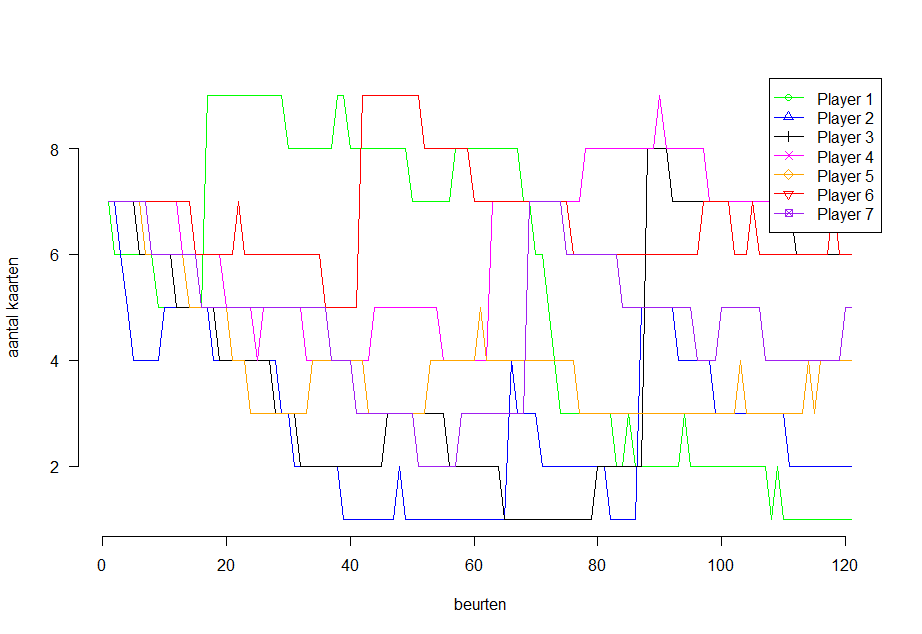 aantal kaarten
8
6
4
2
0 20 40 60 80 100 120
beurten
Player 1
Player 2
Player 3
Player 4
Player 5
Player 6
Player 7